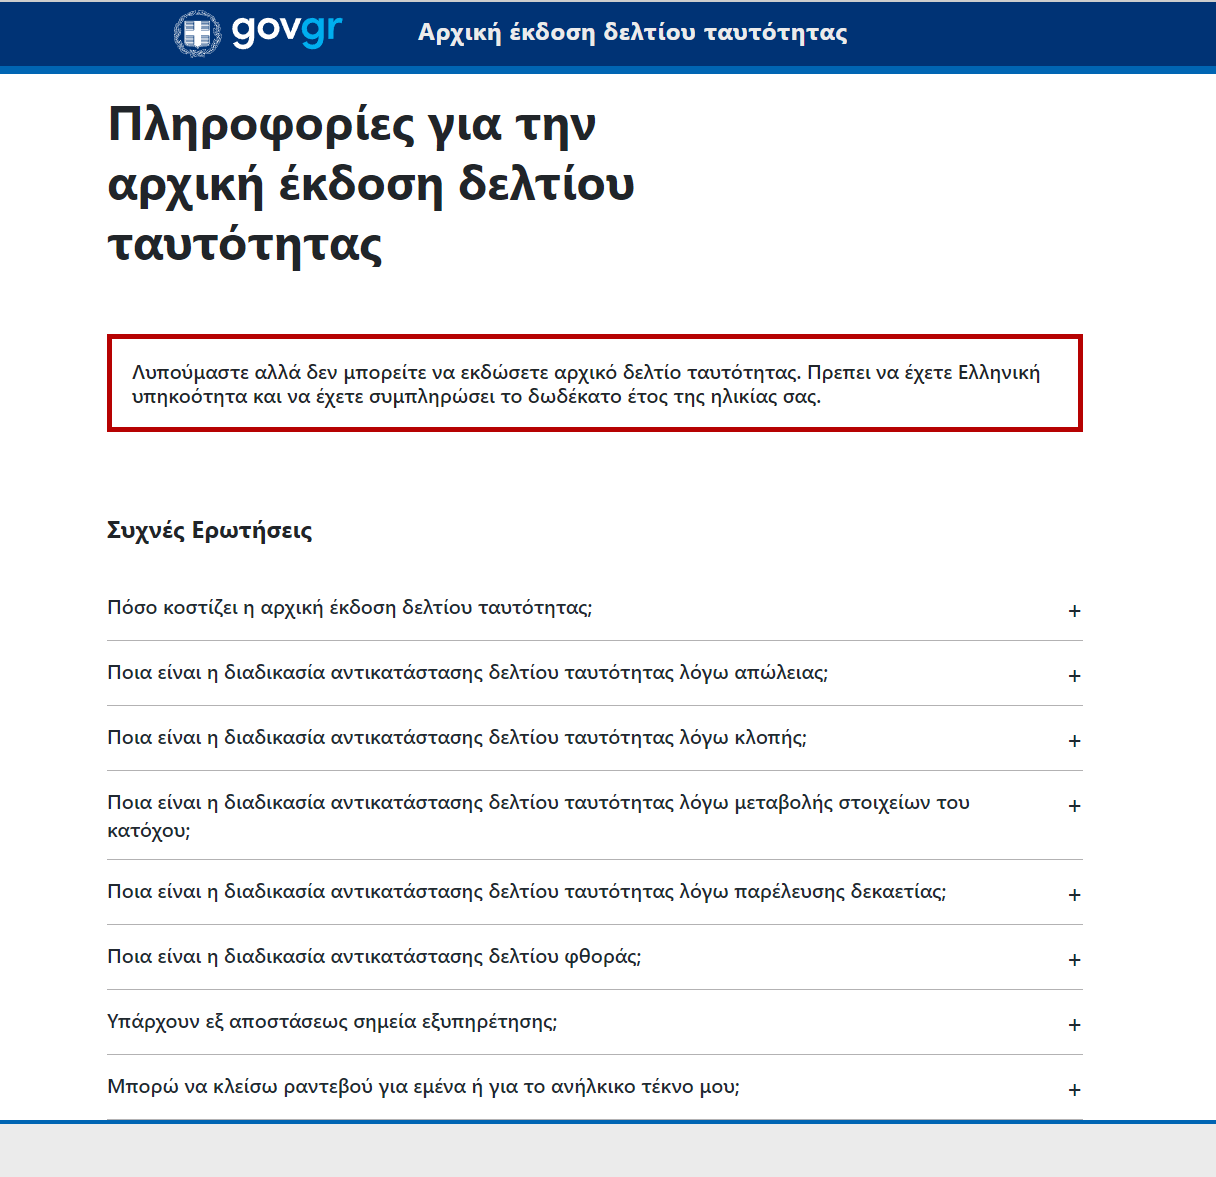 govgr
Αρχική έκδοση δελτίου ταυτότητας
Πληροφορίες για την
αρχική έκδοση δελτίου
ταυτότητας
Λυπούμαστε αλλά δεν μπορείτε να εκδώσετε αρχικό δελτίο ταυτότητας. Πρεπει να έχετε Ελληνική
υπηκοότητα και να έχετε συμπληρώσει το δωδέκατο έτος της ηλικίας σας.
Συχνές Ερωτήσεις
Πόσο κοστίζει η αρχική έκδοση δελτίου ταυτότητας;
+
Ποια είναι η διαδικασία αντικατάστασης δελτίου ταυτότητας λόγω απώλειας;
+
Ποια είναι η διαδικασία αντικατάστασης δελτίου ταυτότητας λόγω κλοπής;
+
Ποια είναι η διαδικασία αντικατάστασης δελτίου ταυτότητας λόγω μεταβολής στοιχείων του
κατόχου;
+
Ποια είναι η διαδικασία αντικατάστασης δελτίου ταυτότητας λόγω παρέλευσης δεκαετίας;
+
Ποια είναι η διαδικασία αντικατάστασης δελτίου φθοράς;
+
Υπάρχουν εξ αποστάσεως σημεία εξυπηρέτησης;
+
Μπορώ να κλείσω ραντεβού για εμένα ή για το ανήλκικο τέκνο μου;
+